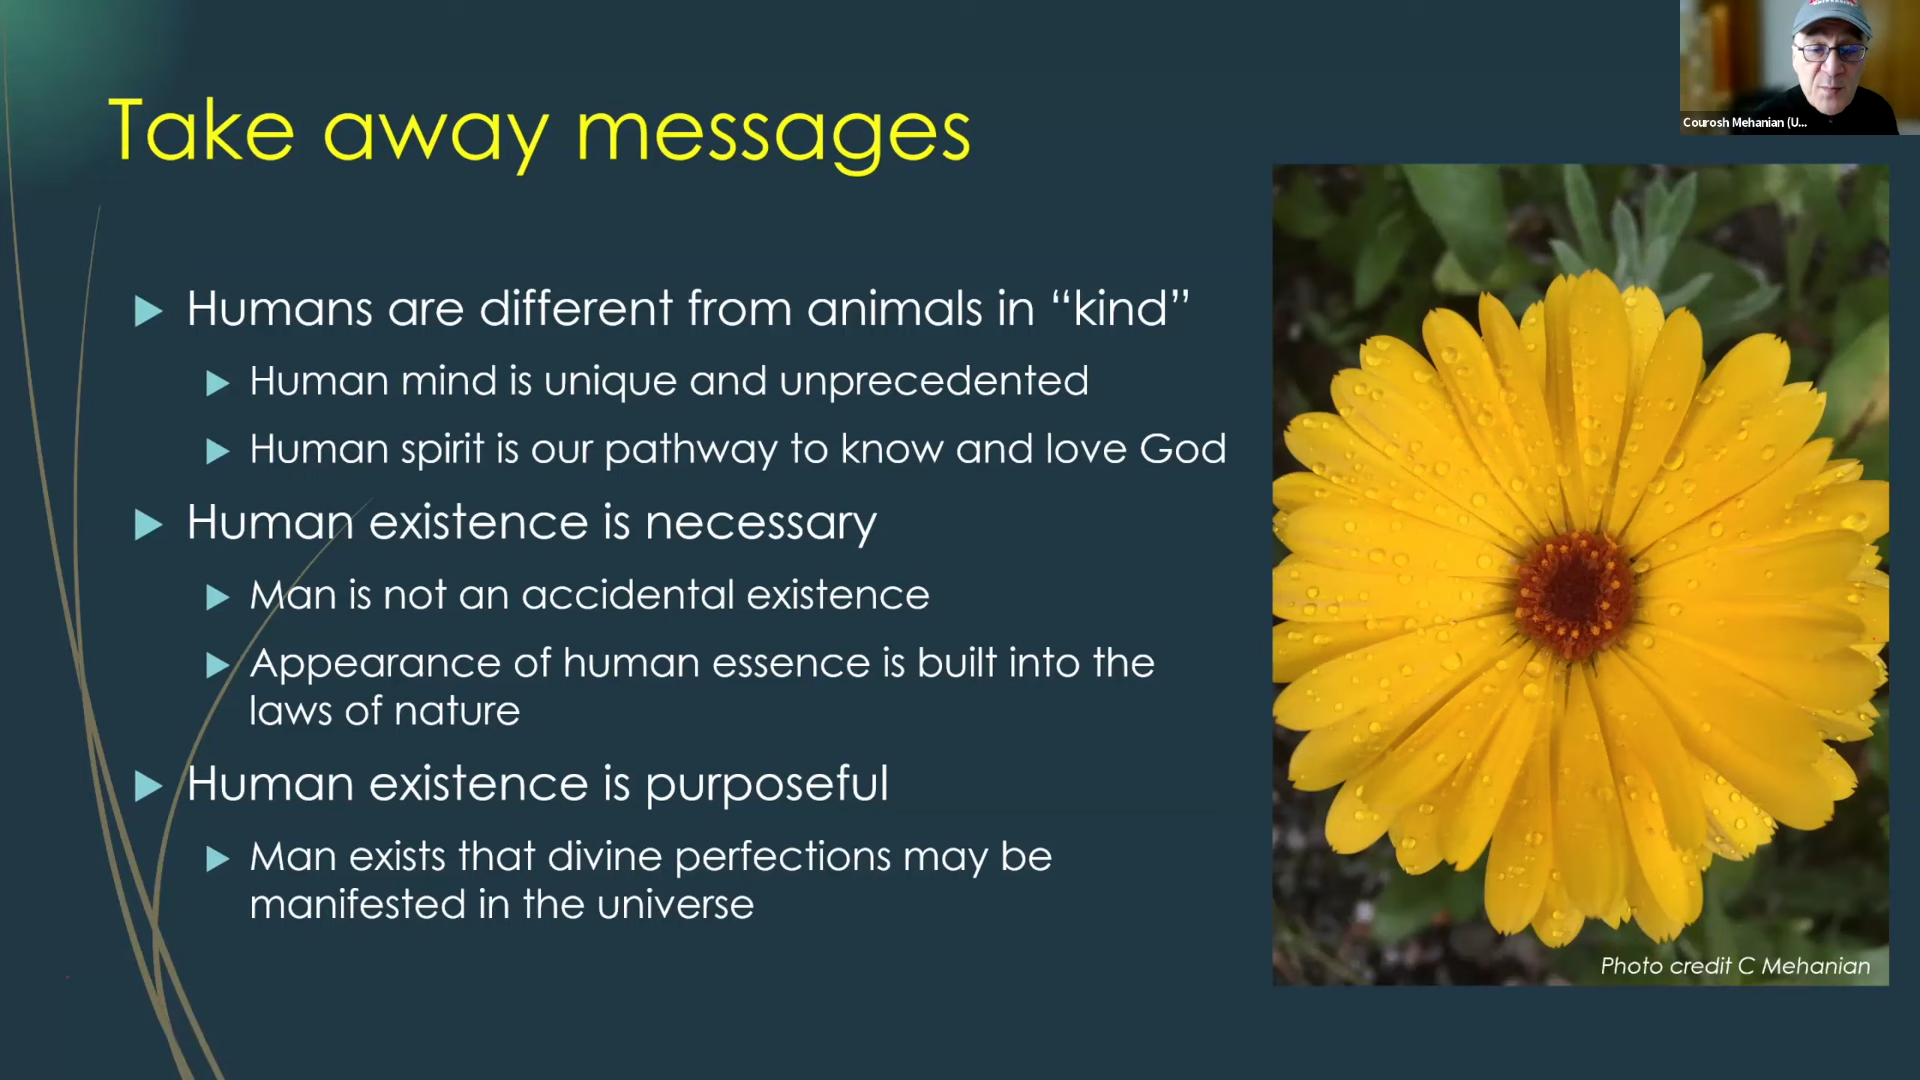 Take away messages
Humans are different from animals in “kind”
Human mind is unique and unprecedented
Human spirit is our pathway to know and love God
Human existence is necessary
Man is not an accidental existence
Appearance of human essence is built into the
laws of nature
Human existence is purposeful
Man exists that divine perfections may be
manifested in the universe
Courosh Mehanian (U...
Photo credit C Mehanian